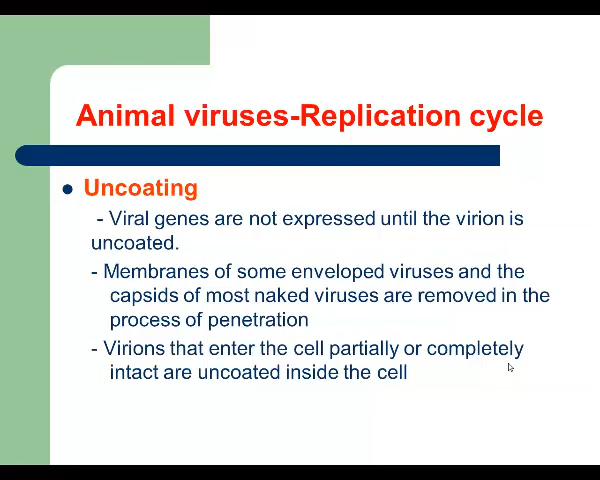 Animal viruses-Replication cycle
● Uncoating
- Viral genes are not expressed until the virion is
uncoated.
- Membranes of some enveloped viruses and the
capsids of most naked viruses are removed in the
process of penetration
- Virions that enter the cell partially or completely
intact are uncoated inside the cell